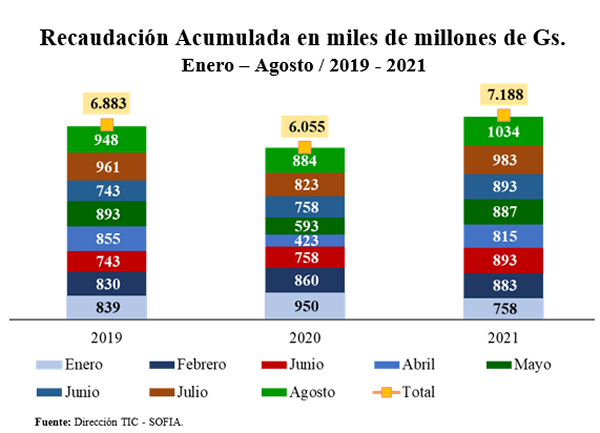 Recaudación Acumulada en miles de millones de Gs.
Enero – Agosto / 2019 - 2021
6.883 6.055 7.188
948 884 1034
961 823 983
743 758 893
893 593 887
855 423 815
743 758 893
830 860 883
839 950 758
2019 2020 2021
Enero Febrero Junio Abril Mayo
Junio Julio Agosto Total
Fuente: Dirección TIC - SOFIA.